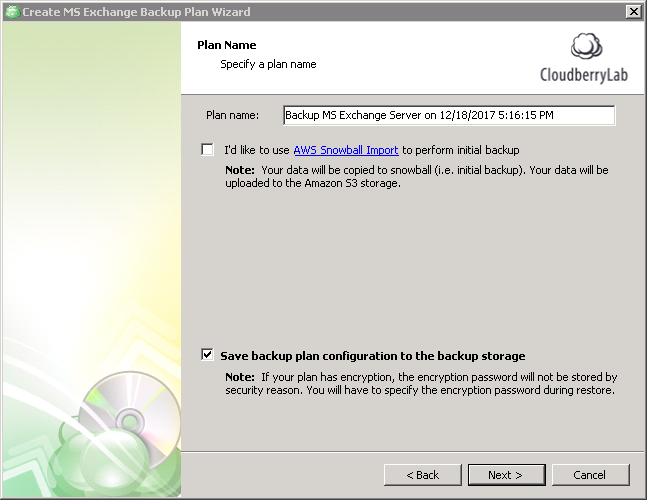 Create MS Exchange Backup Plan Wizard
Plan Name
Specify a plan name
CloudberryLab
Plan name: Backup MS Exchange Server on 12/18/2017 5:16:15 PM
I'd like to use AWS Snowball Import to perform initial backup
Note: Your data will be copied to snowball (i.e. initial backup). Your data will be
uploaded to the Amazon S3 storage.
Save backup plan configuration to the backup storage
Note: If your plan has encryption, the encryption password will not be stored by
security reason. You will have to specify the encryption password during restore.
< Back Next > Cancel